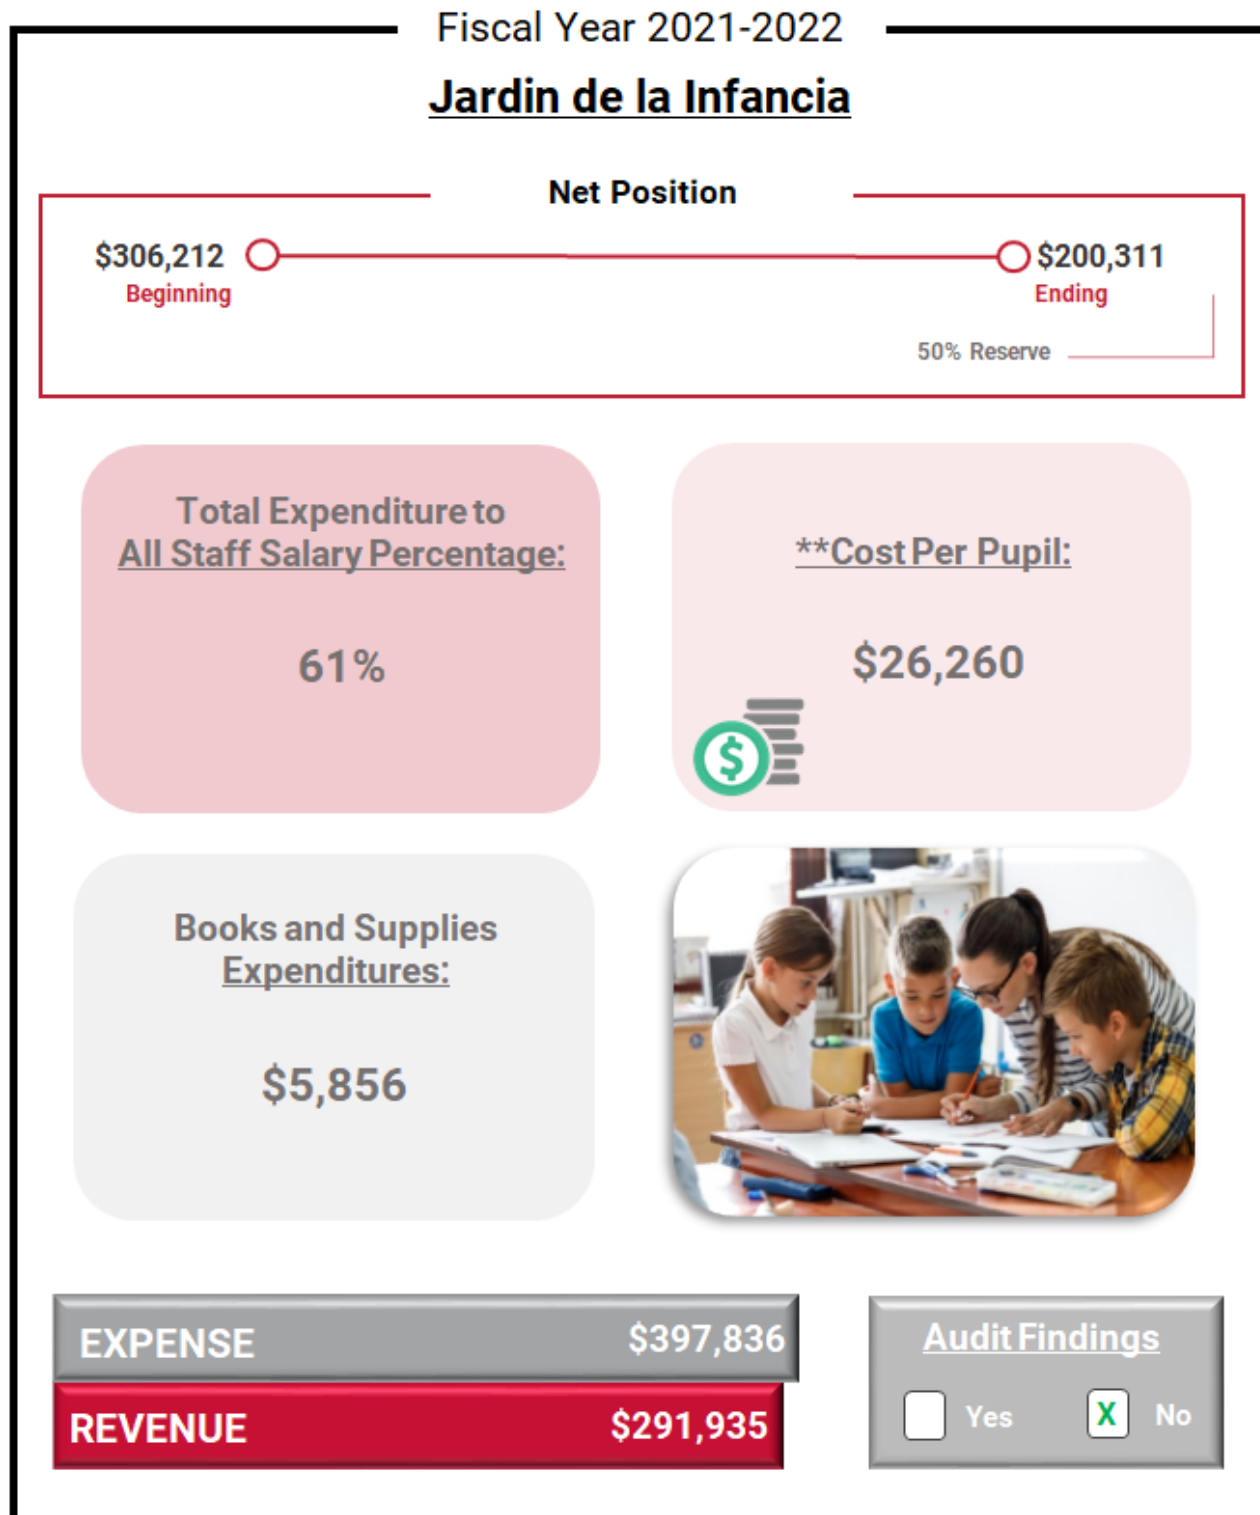 Fiscal Year 2021-2022
Jardin de la Infancia
Net Position
$306,212
Beginning
$200,311
Ending
50% Reserve
Total Expenditure to
All Staff Salary Percentage:
61%
**Cost Per Pupil:
$26,260
$
Books and Supplies
Expenditures:
$5,856
EXPENSE $397,836
REVENUE $291,935
Audit Findings
Yes X No